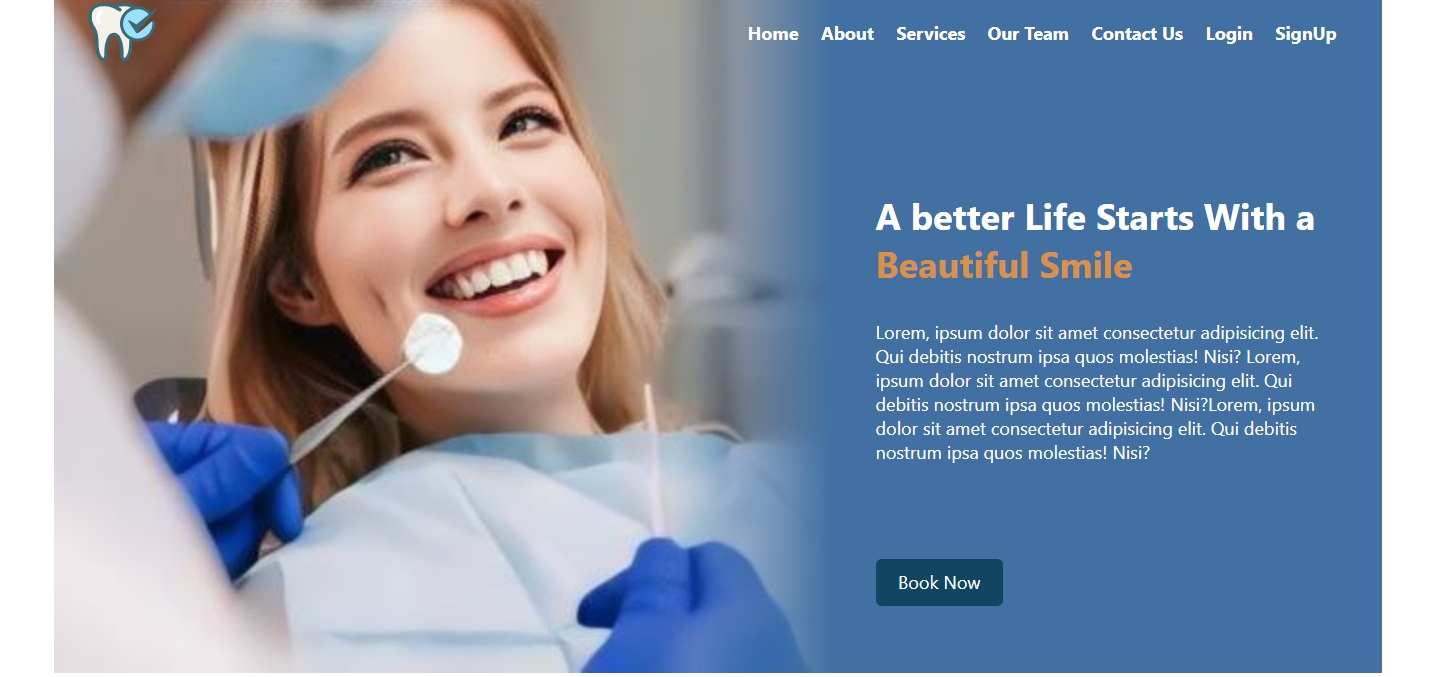 Home About Services Our Team Contact Us Login SignUp
A better Life Starts With a
Beautiful Smile
Lorem, ipsum dolor sit amet consectetur adipisicing elit.
Qui debitis nostrum ipsa quos molestias! Nisi? Lorem,
ipsum dolor sit amet consectetur adipisicing elit. Qui
debitis nostrum ipsa quos molestias! Nisi?Lorem, ipsum
dolor sit amet consectetur adipisicing elit. Qui debitis
nostrum ipsa quos molestias! Nisi?
Book Now